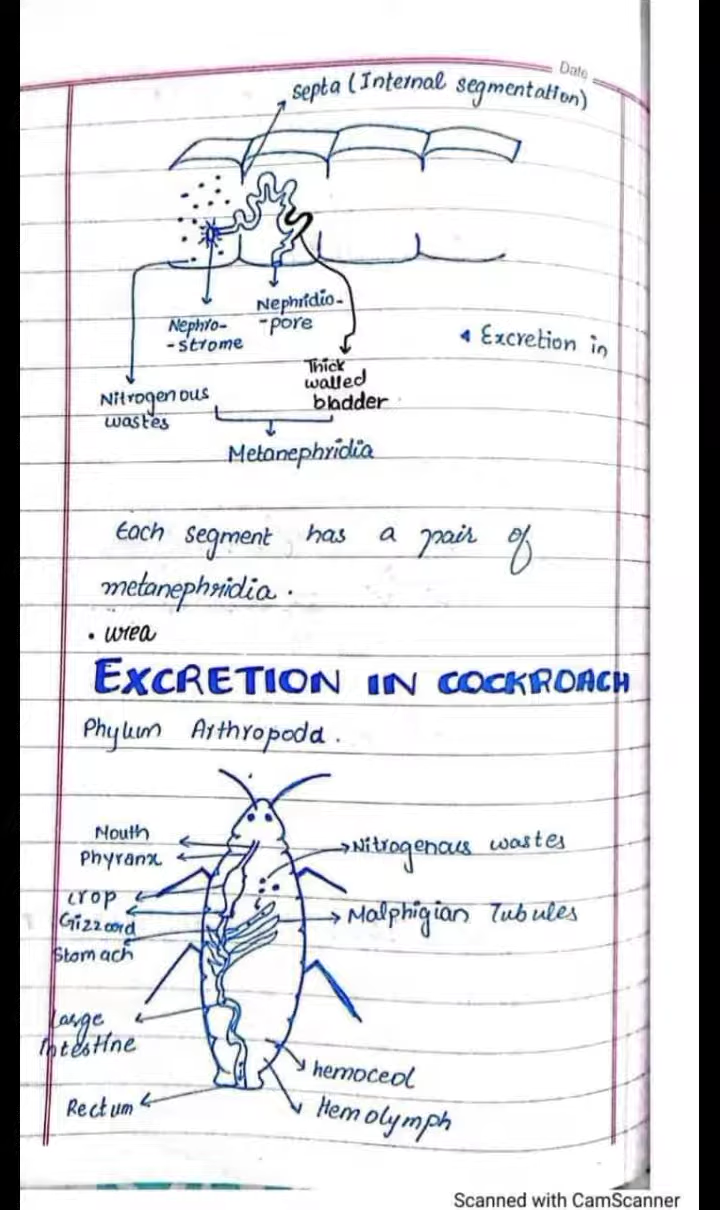 Date
Septa (Internal segmentation)
Nephro-
-strome
Nephridio-
-pore
Excretion in
Thick
walled
bladder
Nitrogenous
wastes
Metanephridia
Each segment has a pair of
metanephridia.
• urea
EXCRETION IN COCKROACH
Phylum Arthropoda.
Mouth
Phyranx
Nitrogenous wastes
crop
Gizzard
Malphigian Tubules
Stomach
Large
Intestine
hemoceol
Rectum
Hemolymph
Scanned with CamScanner